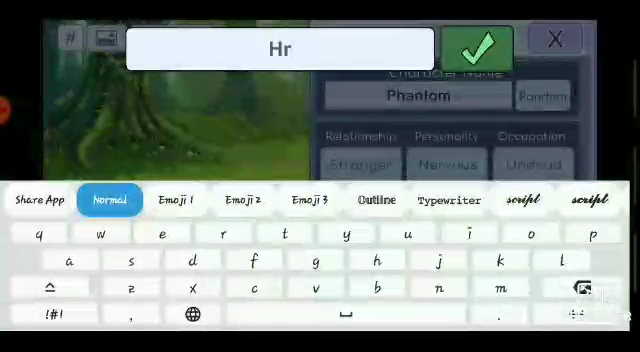 #
Hr
X
Character Name
Phantom
Random
Relationship Personality Occupation
Stranger Nervous Undead
Share App Normal Emoji 1 Emoji 2 Emoji 3 Outline Typewriter script script
q w e r t y u i o p
a s d f g h j k l
z x c v b n m
!#1 , .